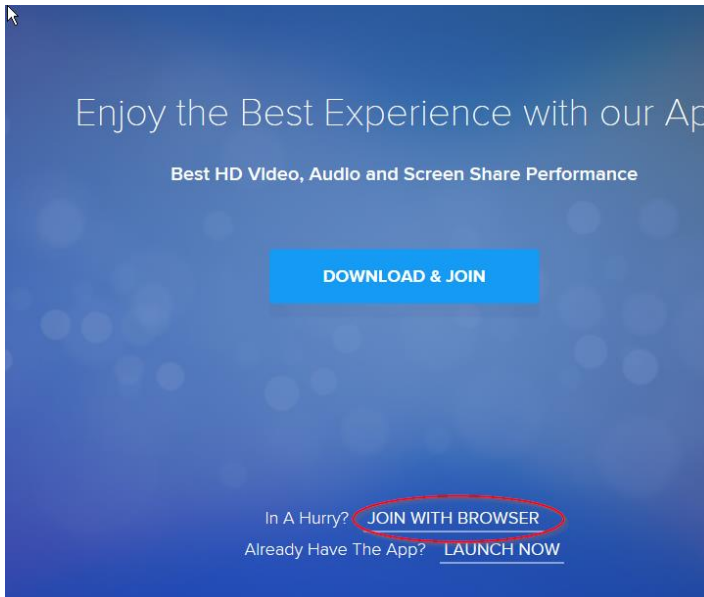 Enjoy the Best Experience with our Ap
Best HD Video, Audio and Screen Share Performance
DOWNLOAD & JOIN
In A Hurry? JOIN WITH BROWSER
Already Have The App? LAUNCH NOW